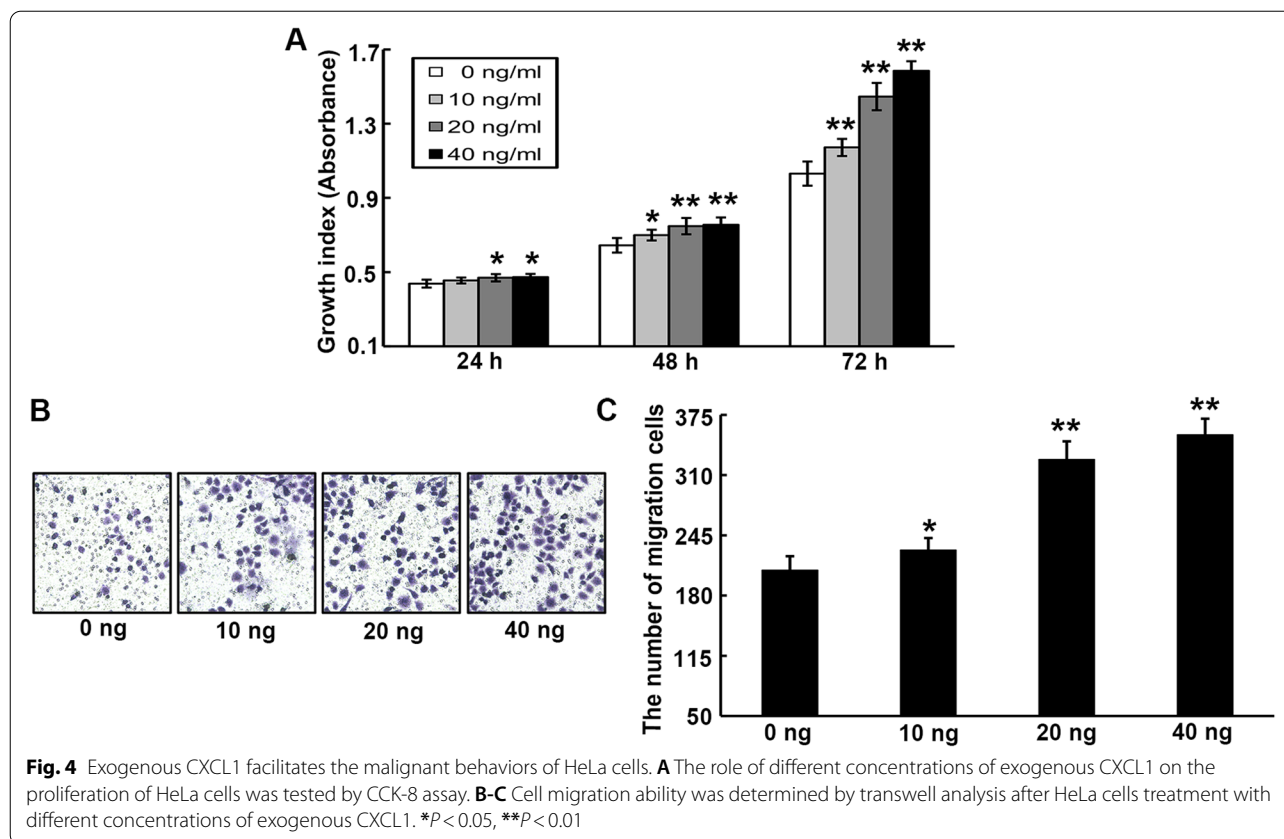 A
1.7
1.3
0.9
0.5
0.1
Growth index (Absorbance)
0 ng/ml
10 ng/ml
20 ng/ml
40 ng/ml
* *
* ** **
** ** **
24 h 48 h 72 h
B
0 ng 10 ng 20 ng 40 ng
C
The number of migration cells
375
310
245
180
115
50
* ** **
0 ng 10 ng 20 ng 40 ng
Fig. 4 Exogenous CXCL1 facilitates the malignant behaviors of HeLa cells. A The role of different concentrations of exogenous CXCL1 on the
proliferation of HeLa cells was tested by CCK-8 assay. B-C Cell migration ability was determined by transwell analysis after HeLa cells treatment with
different concentrations of exogenous CXCL1. *P < 0.05, **P < 0.01